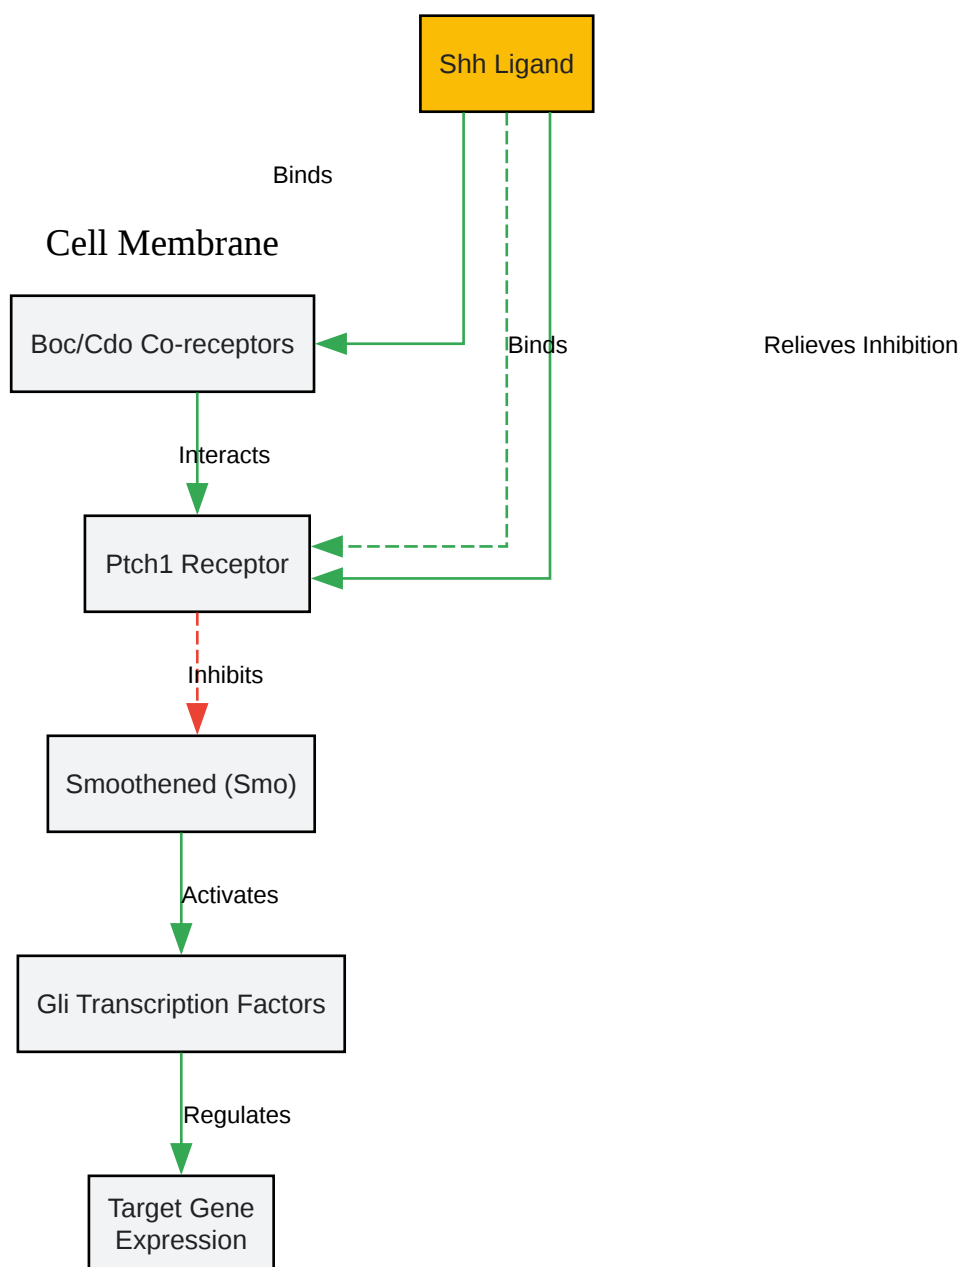 Shh Ligand
Binds
Cell Membrane
Boc/Cdo Co-receptors
Binds
Relieves Inhibition
Interacts
Ptch1 Receptor
Inhibits
Smoothened (Smo)
Activates
Gli Transcription Factors
Regulates
Target Gene
Expression